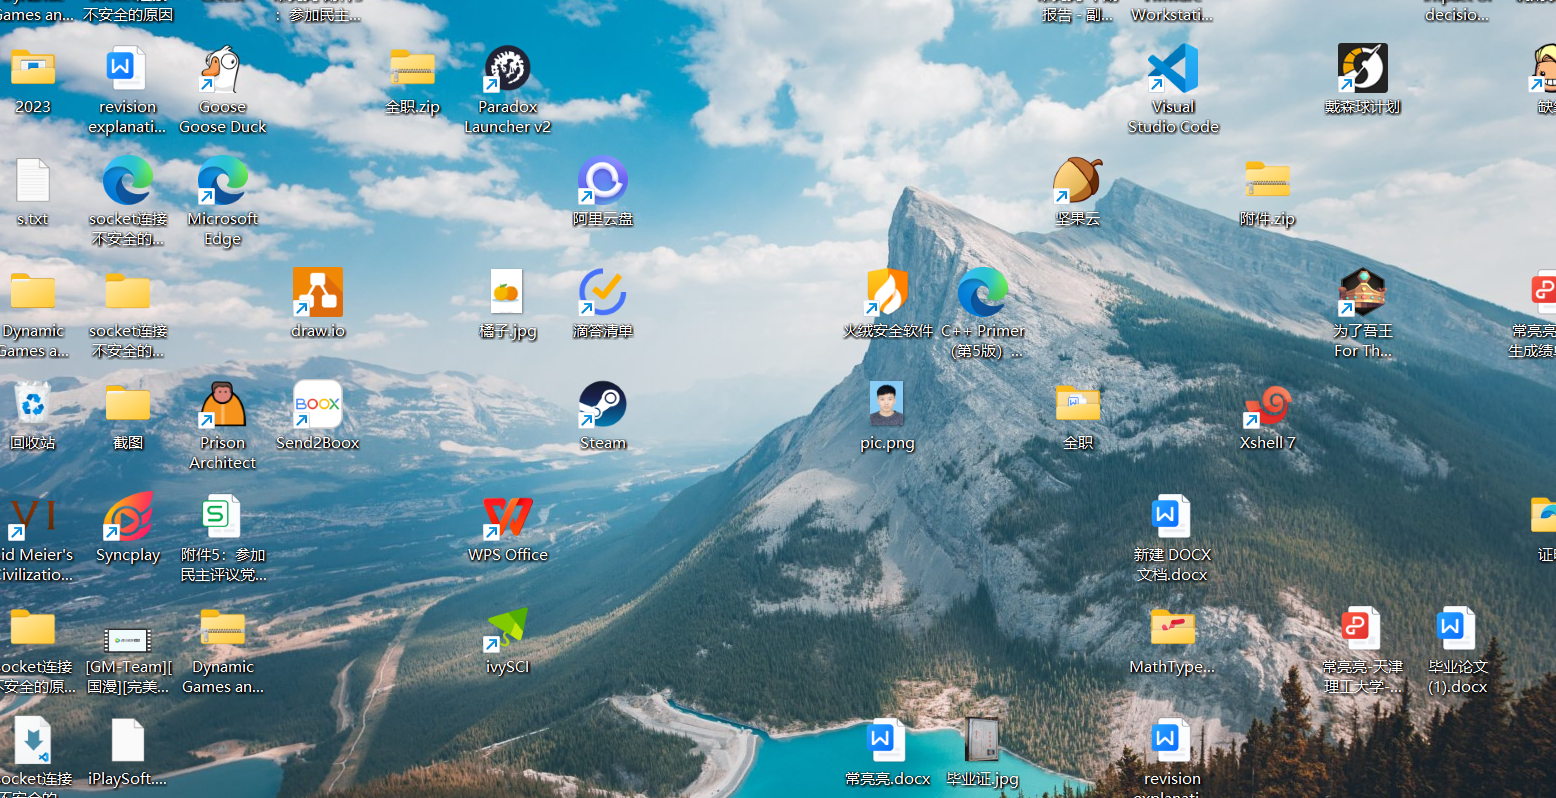 Games an...
不安全的原因
：参加民主...
报告 - 副...
Workstati...
decisio...
2023
revision
explanati...
Goose
Goose Duck
全职.zip
Paradox
Launcher v2
Visual
Studio Code
戴森球计划
s.txt
socket连接
不安全的...
Microsoft
Edge
阿里云盘
坚果云
附件.zip
Dynamic
Games a...
socket连接
不安全的...
draw.io
橘子.jpg
滴答清单
火绒安全软件
C++ Primer
(第5版) ...
为了吾王
For Th...
常亮亮
生成绩
回收站
截图
Prison
Architect
BOOX
Send2Boox
Steam
pic.png
全职
Xshell 7
VI
id Meier's
ivilizatio...
Syncplay
附件5：参加
民主评议党...
WPS Office
新建 DOCX
文档.docx
ocket连接
不安全的原...
[GM-Team][
国漫][完美...
Dynamic
Games an...
ivySCI
MathType...
常亮亮-天津
理工大学-...
毕业论文
(1).docx
ocket连接
不安全的
iPlaySoft....
常亮亮.docx
毕业证.jpg
revision
explanati...